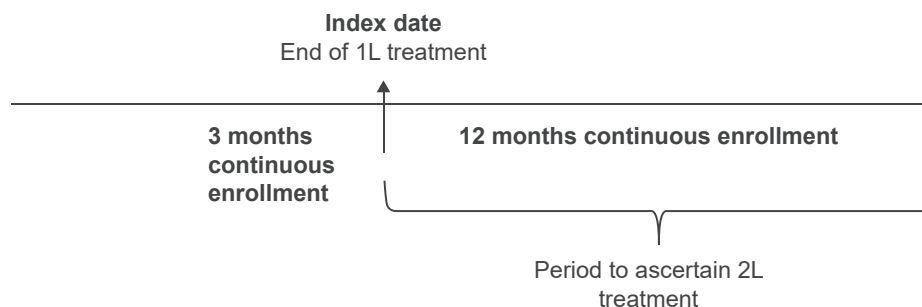 Index date
End of 1L treatment
3 months
continuous
enrollment
12 months continuous enrollment
Period to ascertain 2L
treatment